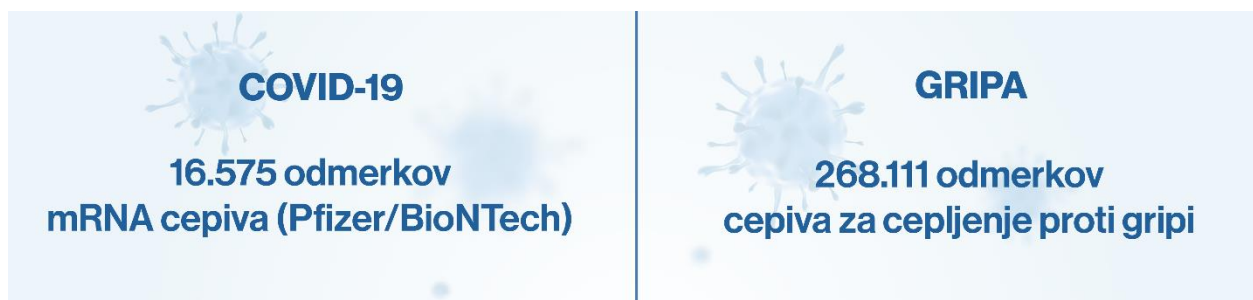 COVID-19
16.575 odmerkov
mRNA cepiva (Pfizer/BioNTech)
GRIPA
268.111 odmerkov
cepiva za cepljenje proti gripi